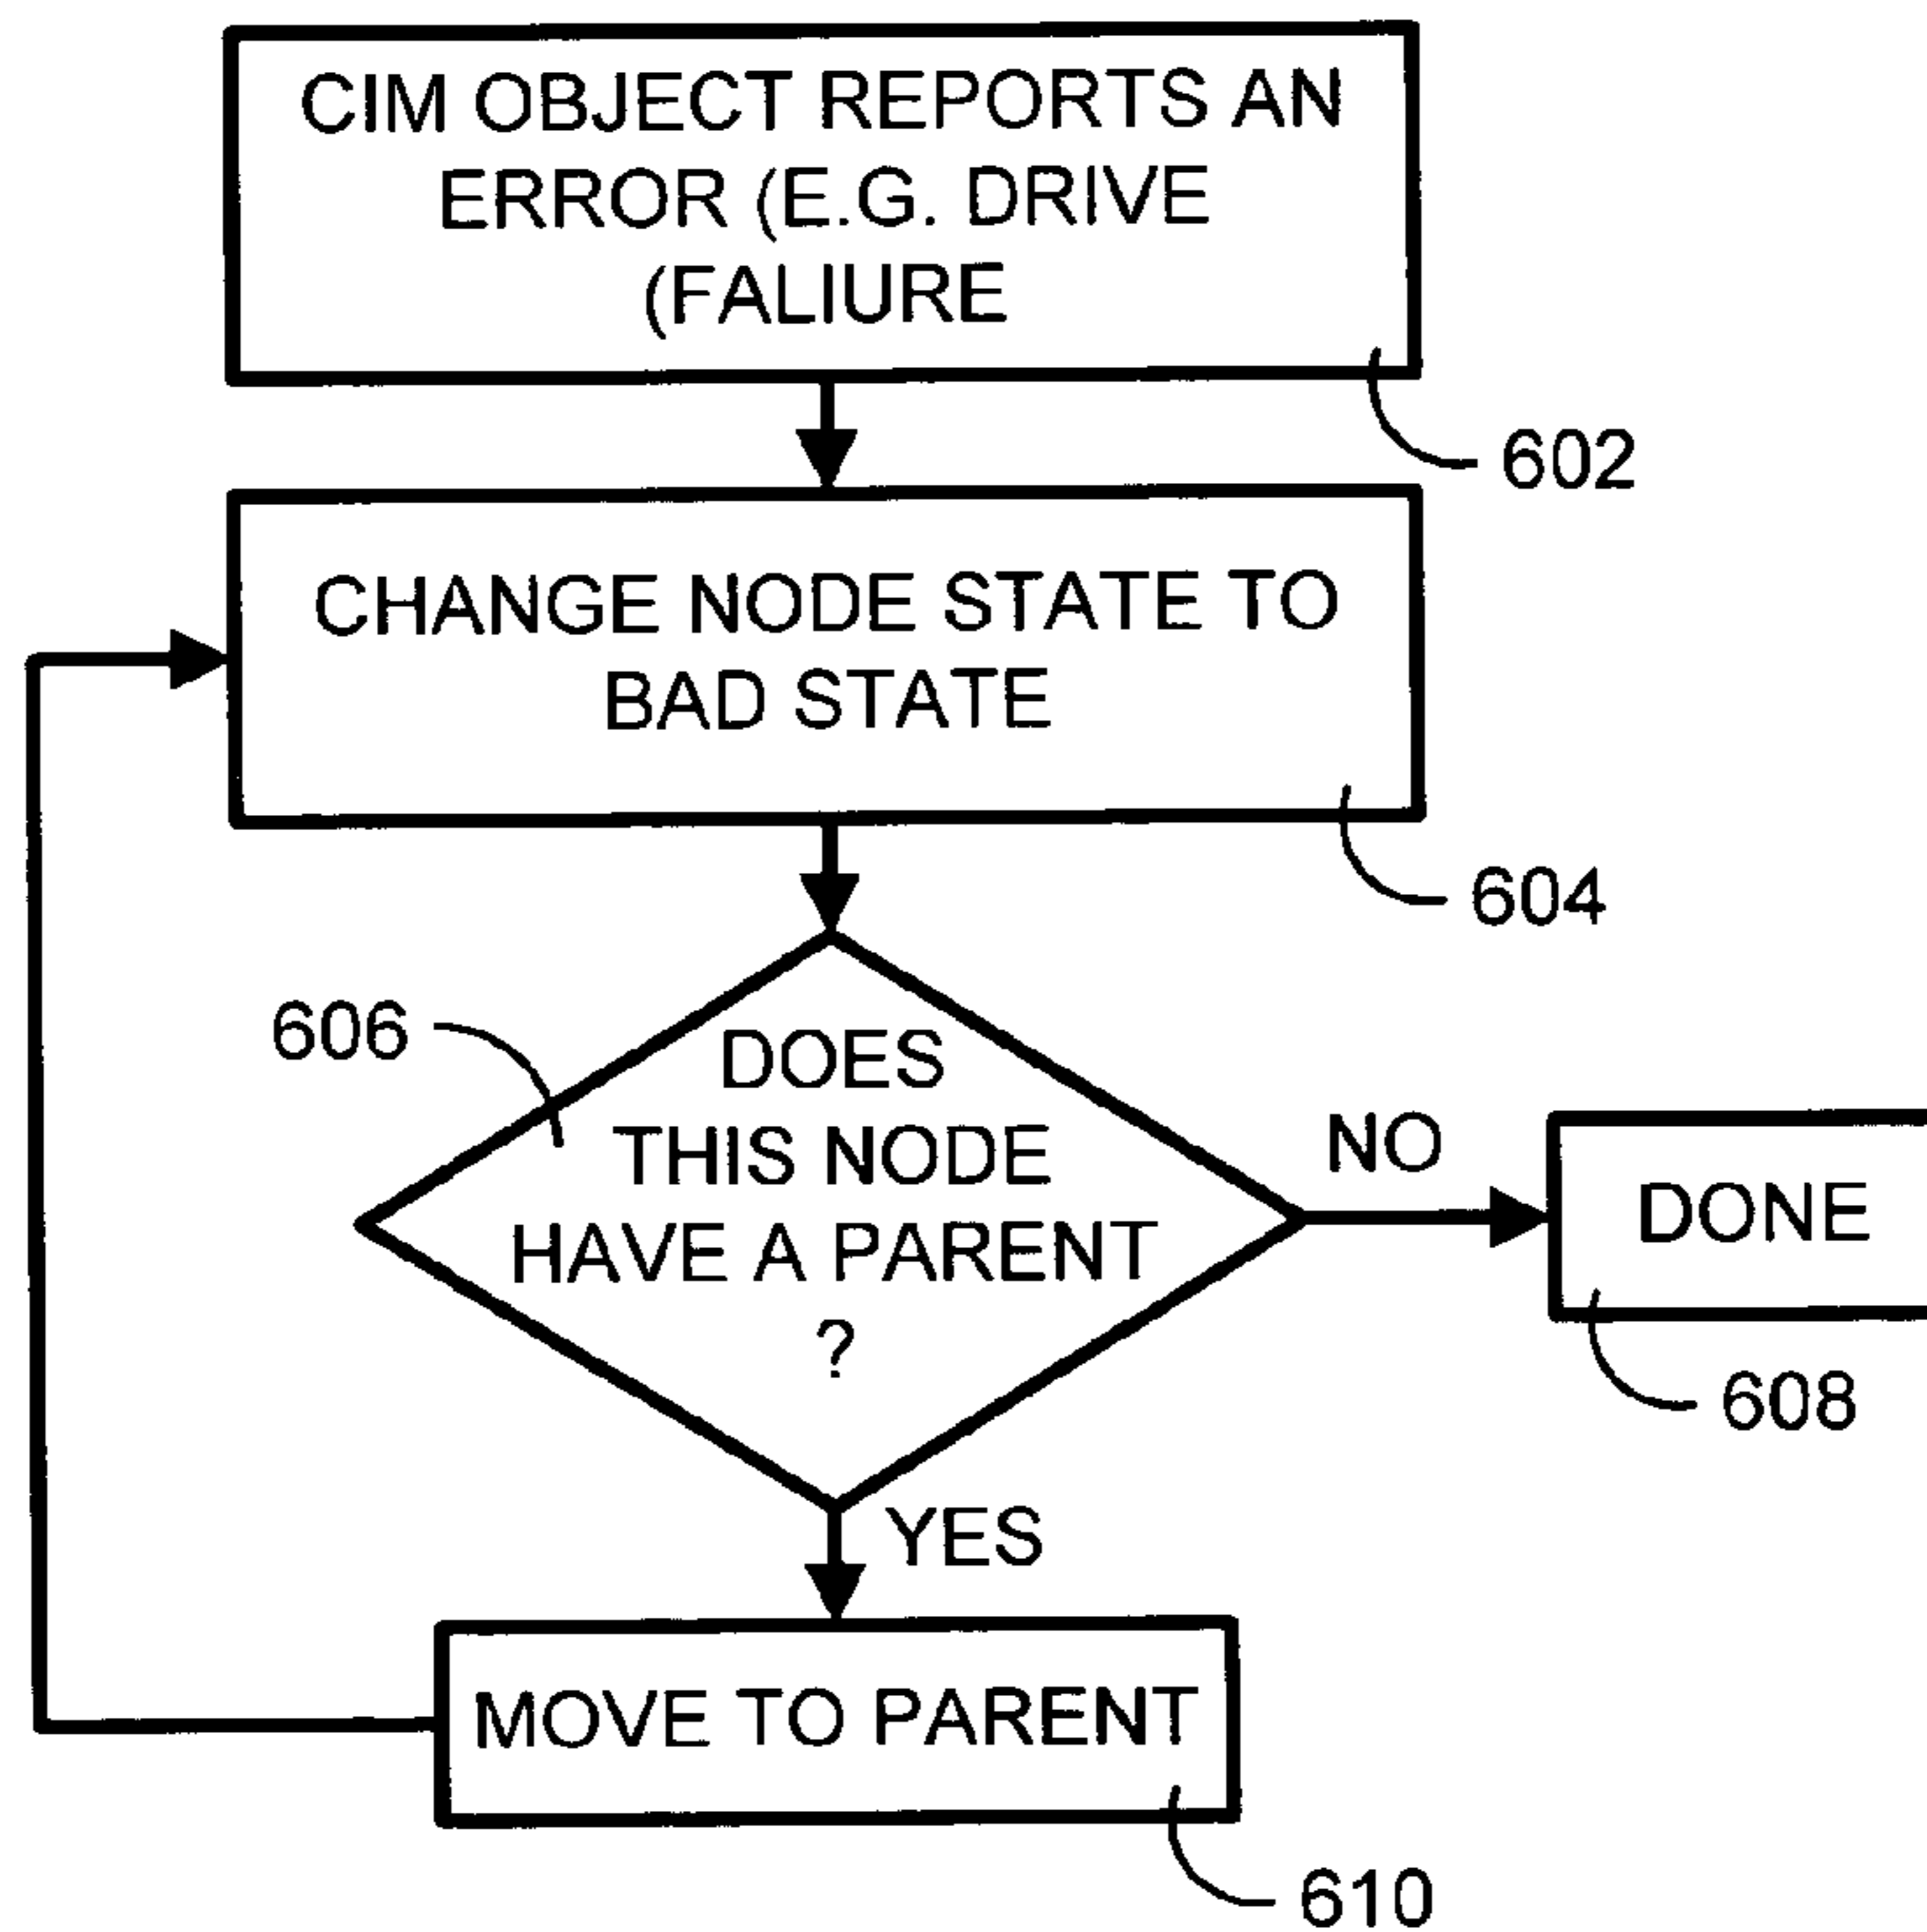 CIM OBJECT REPORTS AN
ERROR (E.G. DRIVE
(FALIURE
602
CHANGE NODE STATE TO
BAD STATE
604
606
DOES
THIS NODE
HAVE A PARENT
?
NO
DONE
608
YES
MOVE TO PARENT
610